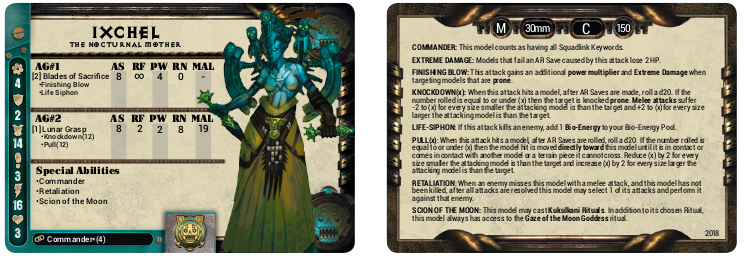 IXCHEL
THE NOCTURNAL MOTHER
AG#1 AS RF PW RN MAL
[2] Blades of Sacrifice 8 ∞ 4 0 -
•Finishing Blow
•Life Siphon
AG#2 AS RF PW RN MAL
[1] Lunar Grasp 8 2 2 8 19
•Knockdown(12)
•Pull(12)
Special Abilities
•Commander
•Retaliation
•Scion of the Moon
4
2
14
3
16
3
Commander(4)
M 30mm C 150
COMMANDER: This model counts as having all Squadlink Keywords.
EXTREME DAMAGE: Models that fail an AR Save caused by this attack lose 2 HP.
FINISHING BLOW: This attack gains an additional power multiplier and Extreme Damage when
targeting models that are prone.
KNOCKDOWN(x): When this attack hits a model, after AR Saves are made, roll a d20. If the
number rolled is equal to or under (x) then the target is knocked prone. Melee attacks suffer
-2 to (x) for every size smaller the attacking model is than the target and +2 to (x) for every size
larger the attacking model is than the target.
LIFE-SIPHON: If this attack kills an enemy, add 1 Bio-Energy to your Bio-Energy Pool.
PULL(x): When this attack hits a model, after AR Saves are rolled, roll a d20. If the number rolled is
equal to or under (x) then the model hit is moved directly toward this model until it is in contact or
comes in contact with another model or a terrain piece it cannot cross. Reduce (x) by 2 for every
size smaller the attacking model is than the target and increase (x) by 2 for every size larger the
attacking model is than the target.
RETALIATION: When an enemy misses this model with a melee attack, and this model has not
been killed, after all attacks are resolved this model may select 1 of its attacks and perform it
against that enemy.
SCION OF THE MOON: This model may cast Kukulkani Rituals. In addition to its chosen Ritual,
this model always has access to the Gaze of the Moon Goddess ritual.
2018